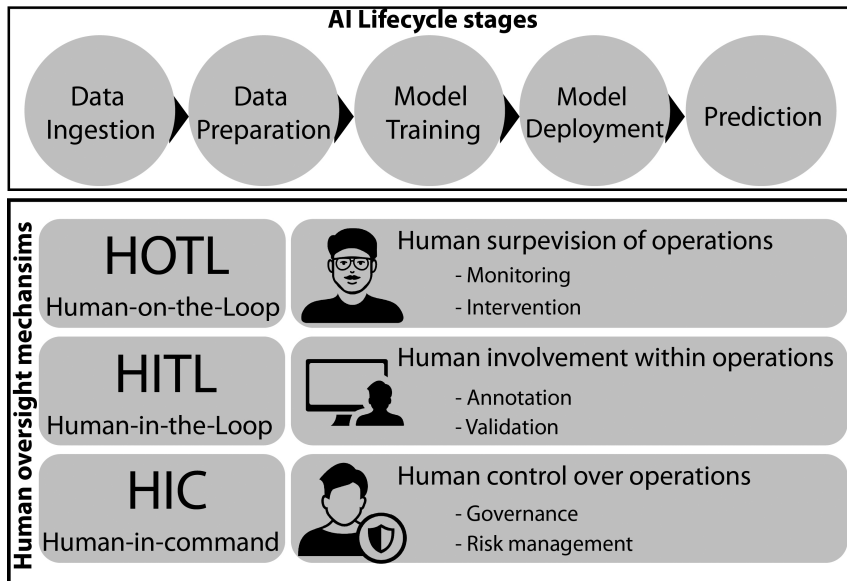 AI Lifecycle stages
Data
Ingestion
Data
Preparation
Model
Training
Model
Deployment
Prediction
Human oversight mechansims
HOTL
Human-on-the-Loop
Human surpevision of operations
- Monitoring
- Intervention
HITL
Human-in-the-Loop
Human involvement within operations
- Annotation
- Validation
HIC
Human-in-command
Human control over operations
- Governance
- Risk management